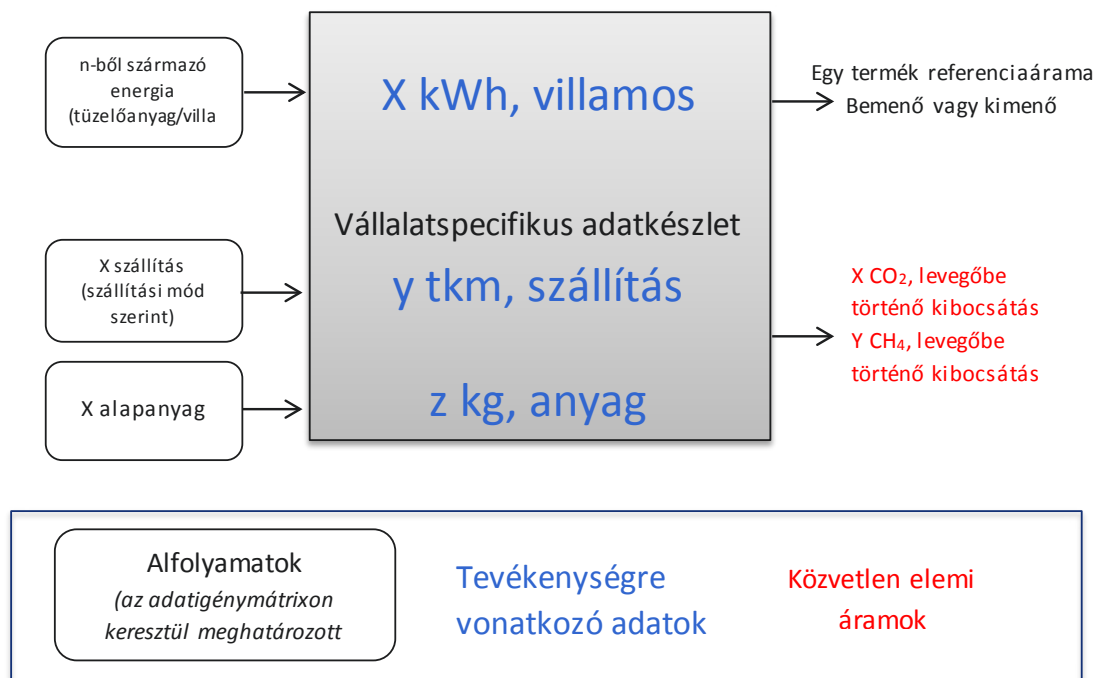 n-ből származó
energia
(tüzelőanyag/villa
X kWh, villamos
Egy termék referenciaárama
Bemenő vagy kimenő
Vállalatspecifikus adatkészlet
X szállítás
(szállítási mód
szerint)
y tkm, szállítás
X CO₂, levegőbe
történő kibocsátás
Y CH₄, levegőbe
történő kibocsátás
X alapanyag
z kg, anyag
Alfolyamatok
(az adatigénymátrixon
keresztül meghatározott
Tevékenységre
vonatkozó adatok
Közvetlen elemi
áramok